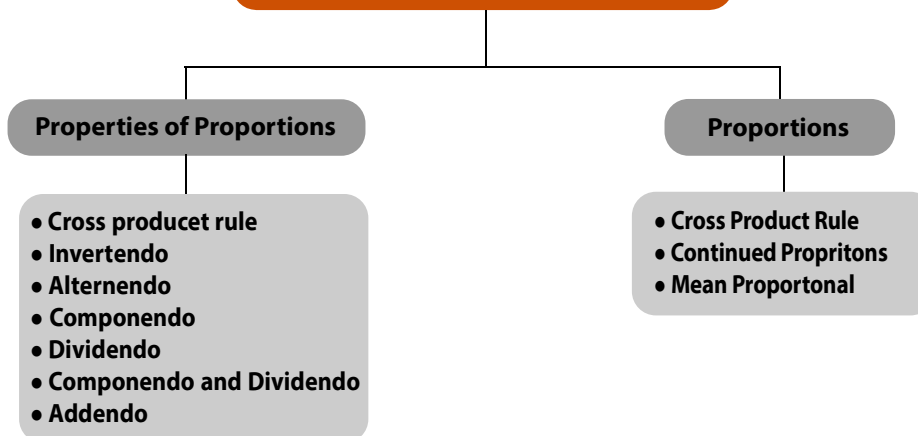 Properties of Proportions
• Cross producet rule
• Invertendo
• Alternendo
• Componendo
• Dividendo
• Componendo and Dividendo
• Addendo
Proportions
• Cross Product Rule
• Continued Propritons
• Mean Proportonal